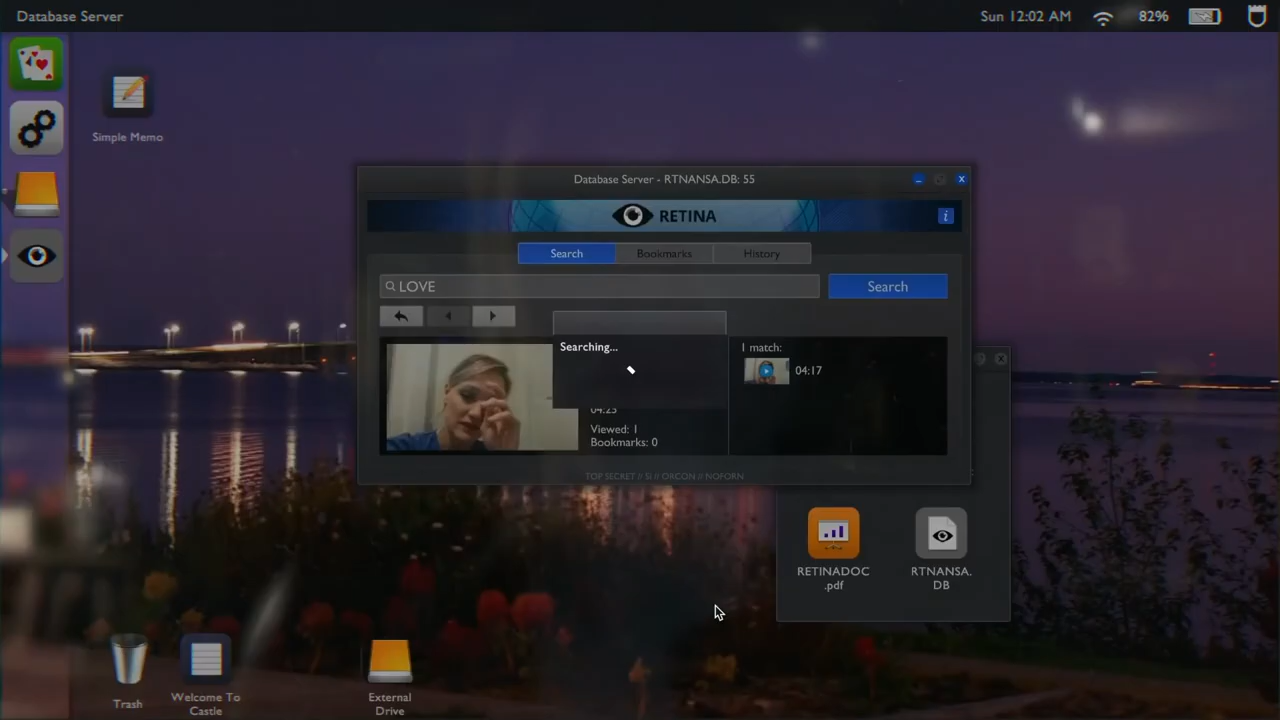 Database Server
Sun 12:02 AM
82%
Simple Memo
Database Server - RTNANSA.DB: 55
RETINA
i
Search
Bookmarks
History
LOVE
Search
Searching...
1 match:
04:17
04:25
Viewed: 1
Bookmarks: 0
TOP SECRET // SI // ORCON // NOFORN
RETINADOC
.pdf
RTNANSA.
DB
Trash
Welcome To
Castle
External
Drive